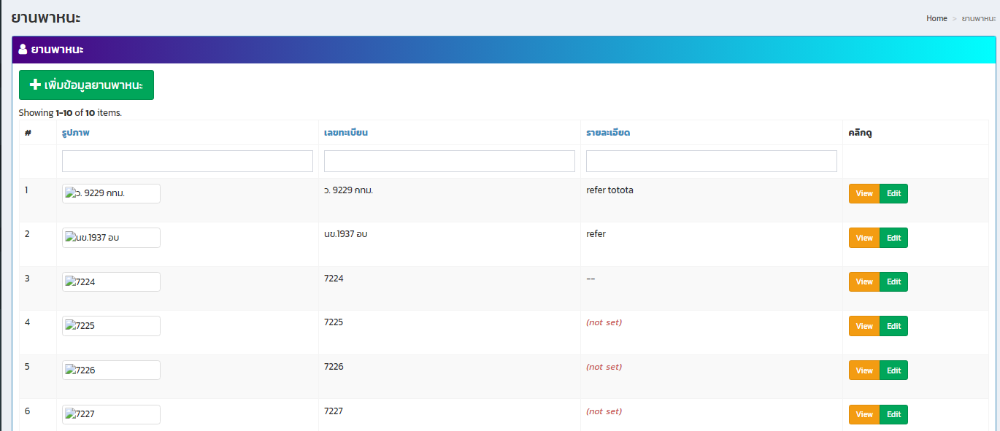 ยานพาหนะ
Home > ยานพาหนะ
ยานพาหนะ
เพิ่มข้อมูลยานพาหนะ
Showing 1-10 of 10 items.
# รูปภาพ เลขทะเบียน รายละเอียด คลิกดู
1 ว. 9229 กทม. ว. 9229 กทม. refer totota View Edit
2 นข.1937 อบ นข.1937 อบ refer View Edit
3 7224 7224 -- View Edit
4 7225 7225 (not set) View Edit
5 7226 7226 (not set) View Edit
6 7227 7227 (not set) View Edit